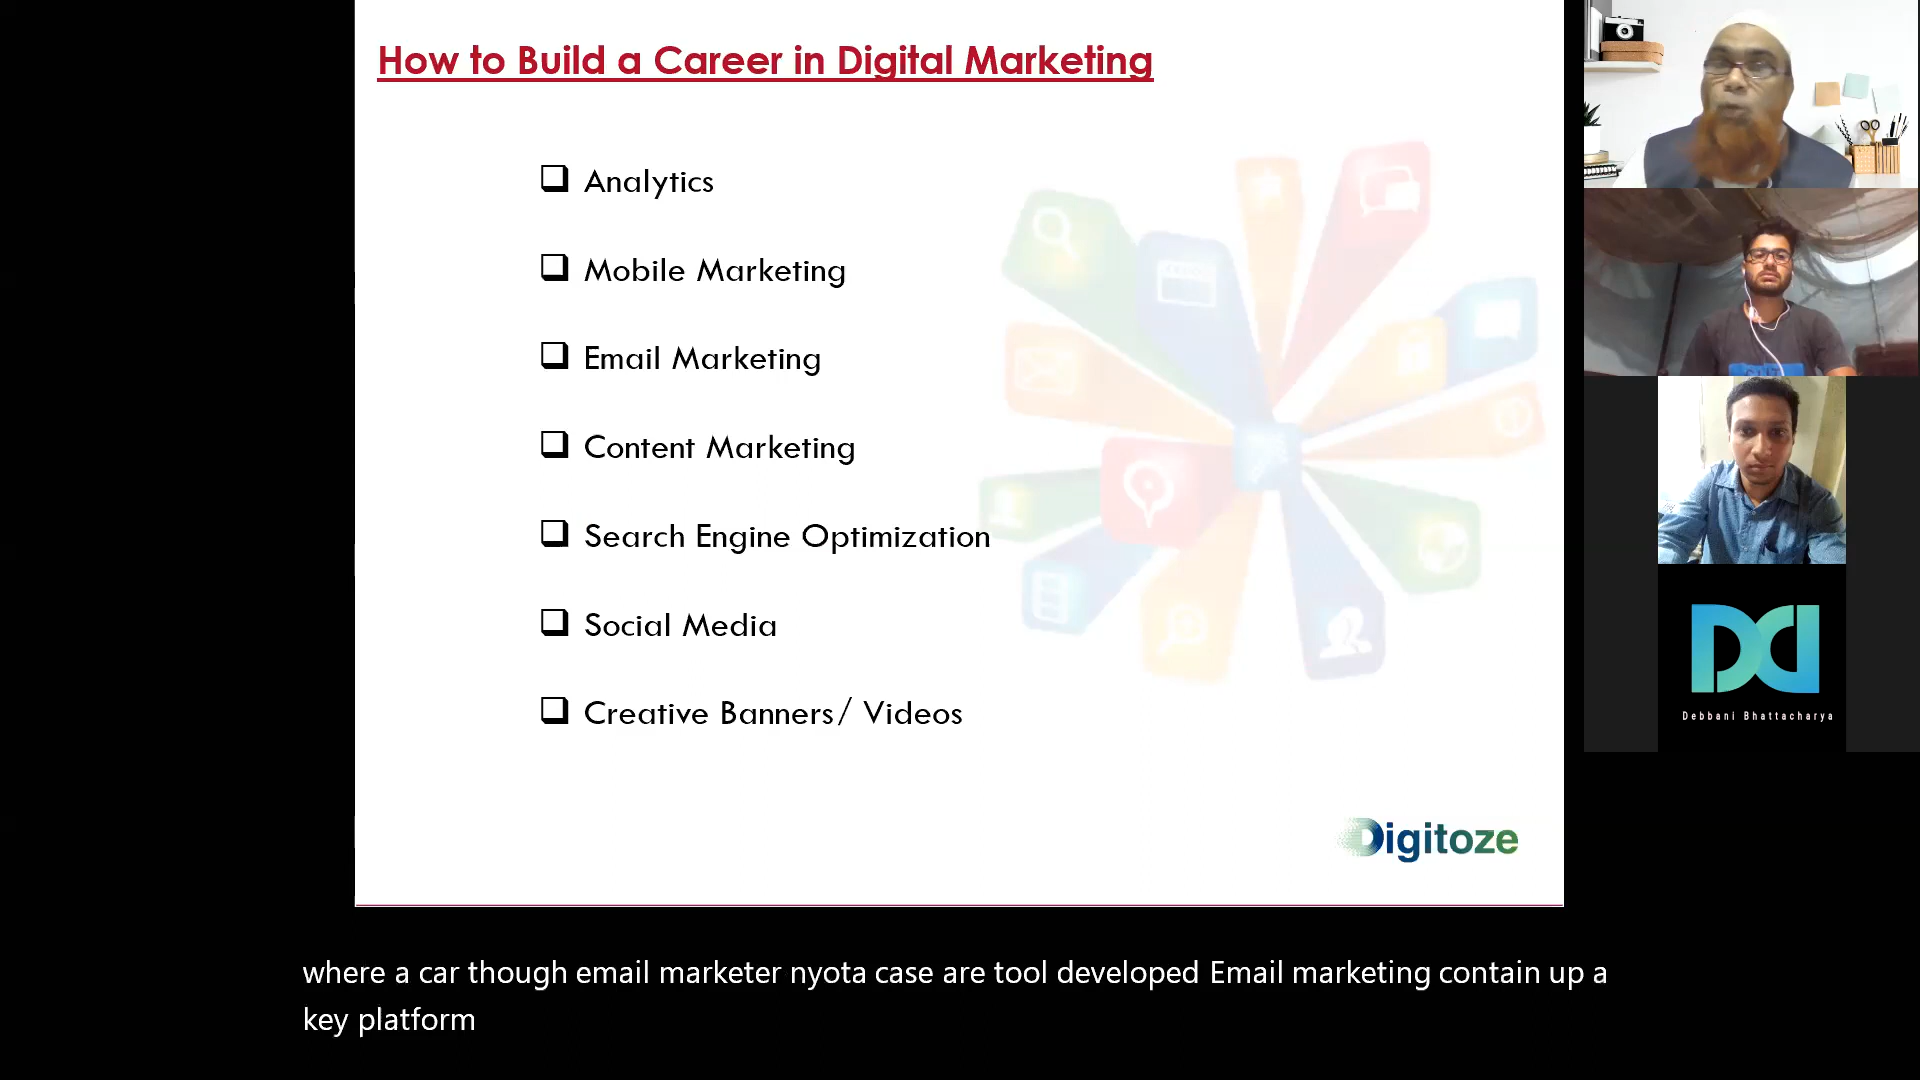 How to Build a Career in Digital Marketing
Analytics
Mobile Marketing
Email Marketing
Content Marketing
Search Engine Optimization
Social Media
Creative Banners/ Videos
Digitoze
Debbani Bhattacharya
where a car though email marketer nyota case are tool developed Email marketing contain up a
key platform